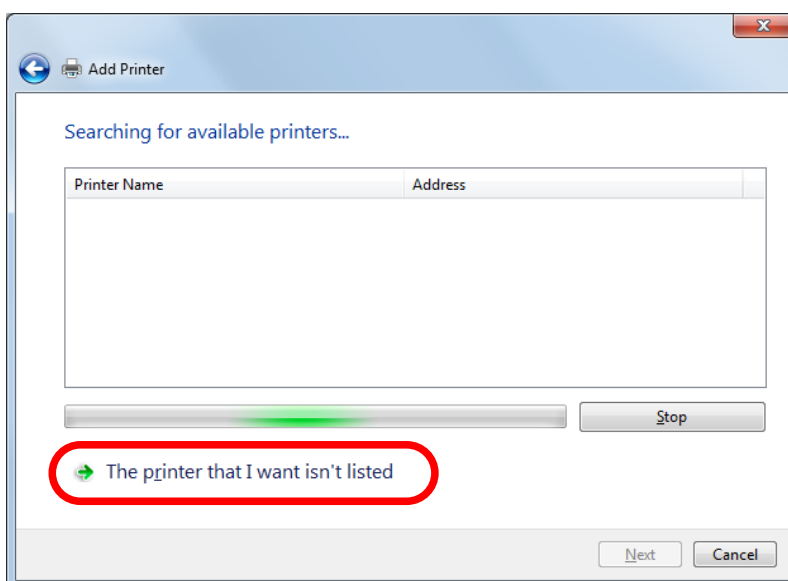 Add Printer
Searching for available printers...
Printer Name Address
Stop
The printer that I want isn't listed
Next Cancel